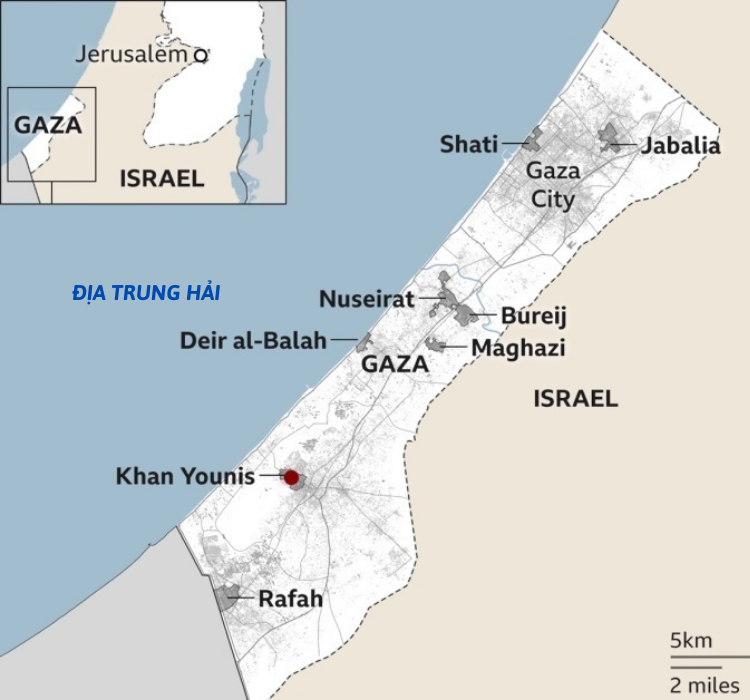 Jerusalem
GAZA
ISRAEL
Shati
Jabalia
Gaza
City
ĐỊA TRUNG HẢI
Nuseirat
Bureij
Deir al-Balah
Maghazi
GAZA
ISRAEL
Khan Younis
Rafah
5km
2 miles